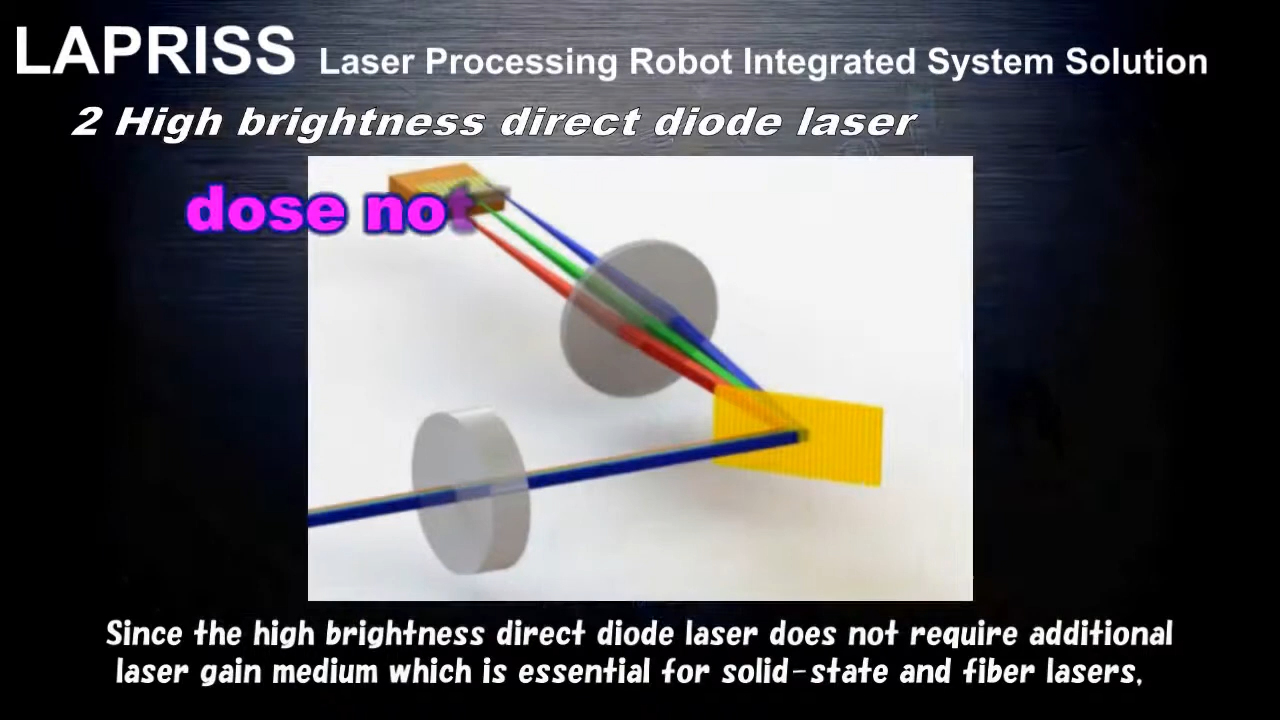 LAPRISS Laser Processing Robot Integrated System Solution
2 High brightness direct diode laser
dose not
Since the high brightness direct diode laser does not require additional
laser gain medium which is essential for solid-state and fiber lasers,